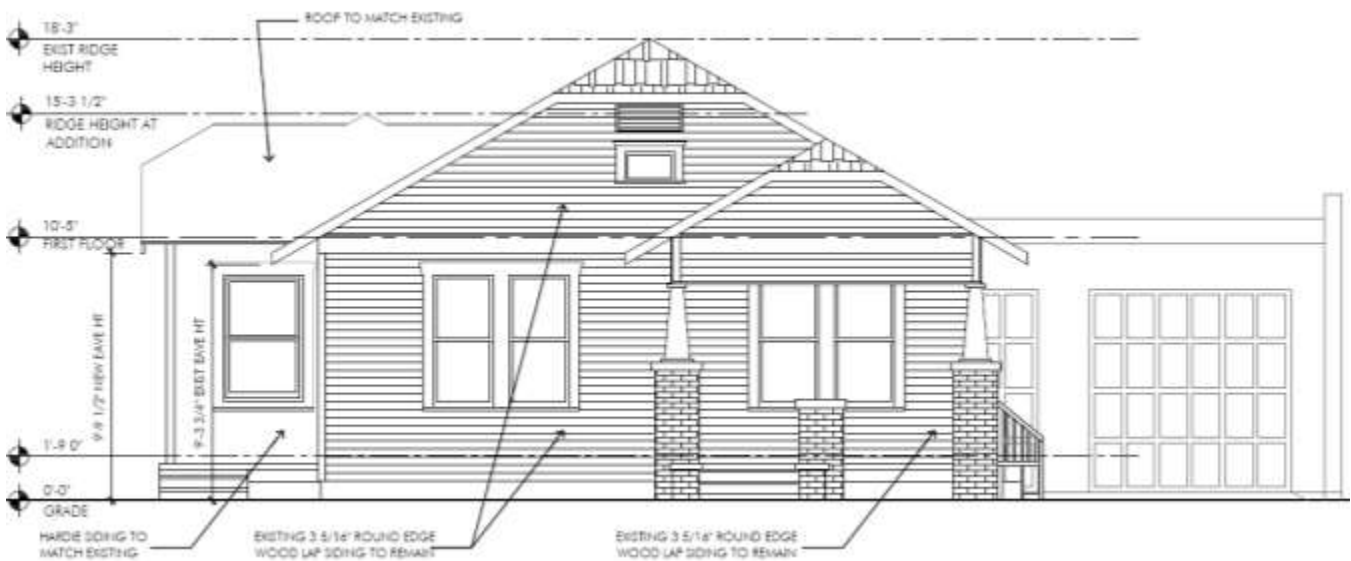 ROOF TO MATCH EXISTING
18'-3"
EXIST RIDGE
HEIGHT
15'-3 1/2"
RIDGE HEIGHT AT
ADDITION
10'-5"
FIRST FLOOR
9'-9 1/2" NEW EAVE HT
9'-3 3/4" EXIST EAVE HT
1'-9 0"
0'-0"
GRADE
HARDIE SIDING TO
MATCH EXISTING
EXISTING 3 5/16" ROUND EDGE
WOOD LAP SIDING TO REMAIN
EXISTING 3 5/16" ROUND EDGE
WOOD LAP SIDING TO REMAIN